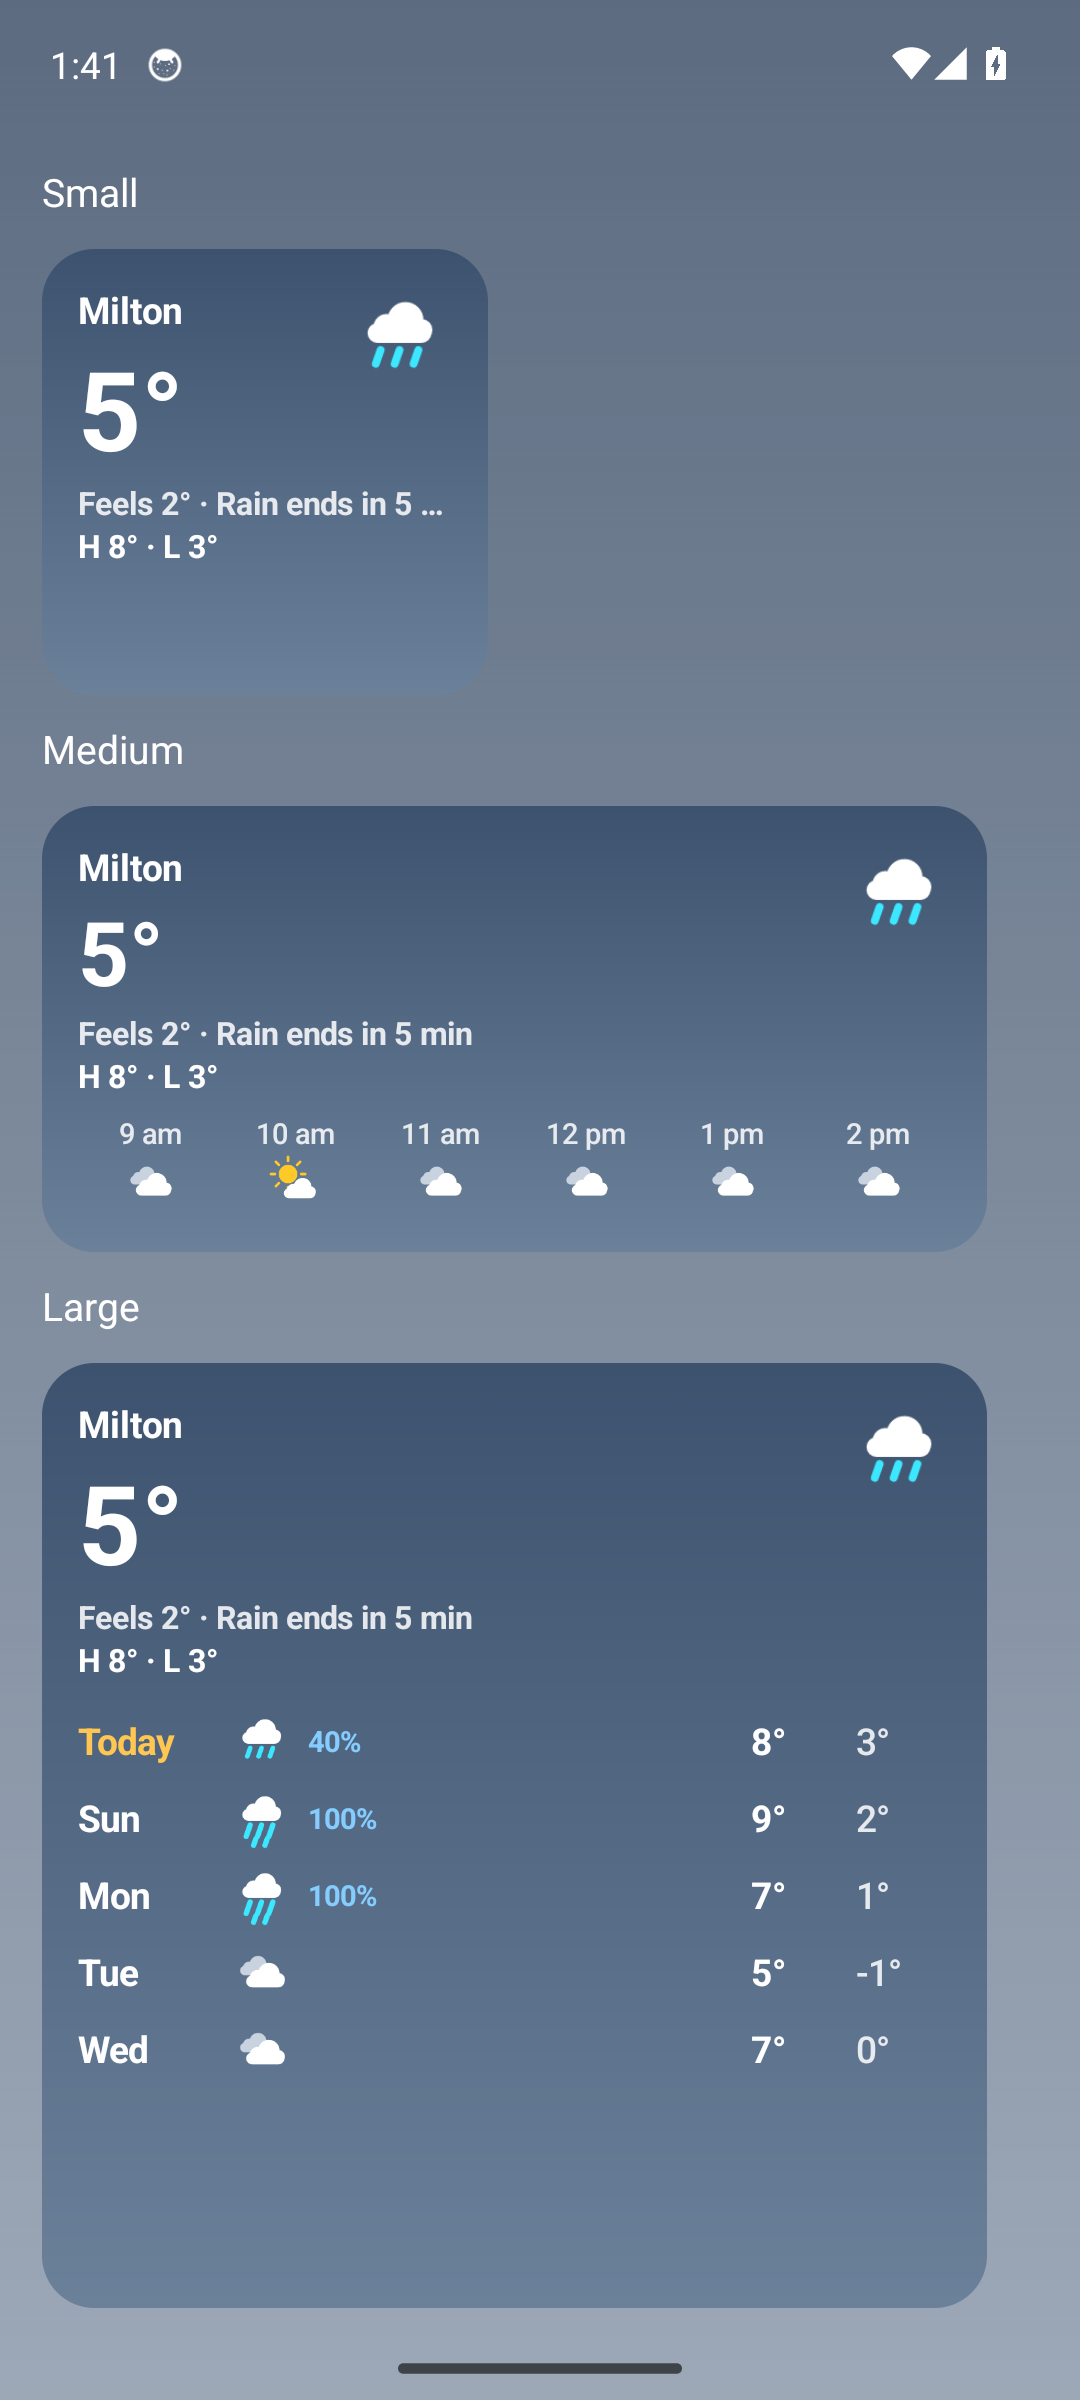 1:41
Small
Milton
5°
Feels 2° · Rain ends in 5 ...
H 8° · L 3°
Medium
Milton
5°
Feels 2° · Rain ends in 5 min
H 8° · L 3°
9 am 10 am 11 am 12 pm 1 pm 2 pm
Large
Milton
5°
Feels 2° · Rain ends in 5 min
H 8° · L 3°
Today 40% 8° 3°
Sun 100% 9° 2°
Mon 100% 7° 1°
Tue 5° -1°
Wed 7° 0°